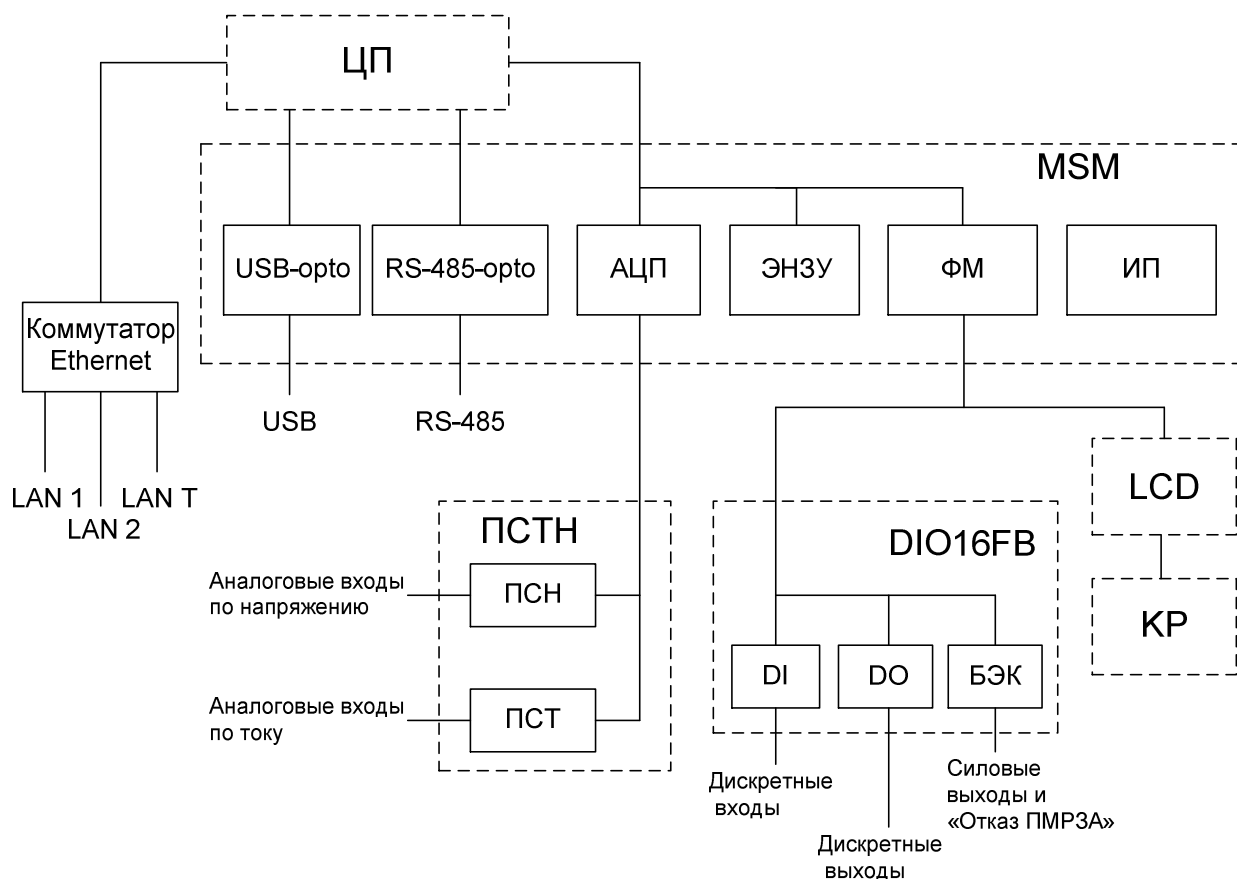 ЦП
MSM
USB-opto
RS-485-opto
АЦП
ЭНЗУ
ФМ
ИП
Коммутатор
Ethernet
USB
RS-485
LAN 1
LAN 2
LAN T
ПСТН
Аналоговые входы
по напряжению
ПСН
Аналоговые входы
по току
ПСТ
LCD
DIO16FB
KP
DI
DO
БЭК
Дискретные
входы
Дискретные
выходы
Силовые
выходы и
«Отказ ПМРЗА»